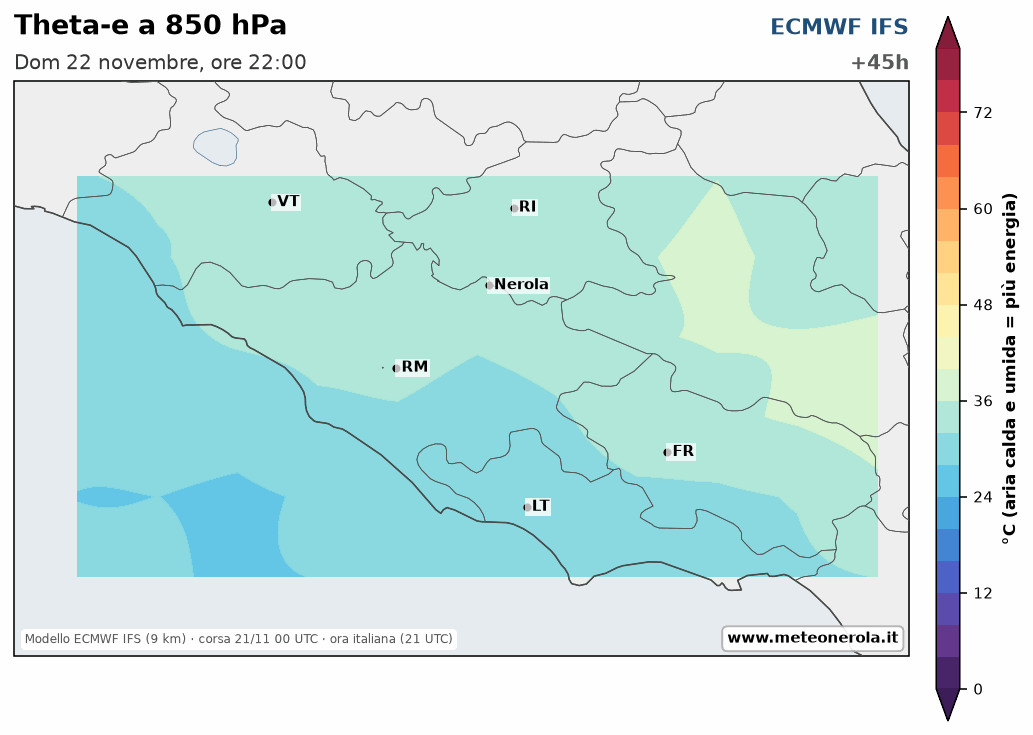 Theta-e a 850 hPa
ECMWF IFS
Dom 22 novembre, ore 22:00
+45h
VT
RI
Nerola
RM
FR
LT
72
60
48
36
24
12
0
°C (aria calda e umida = più energia)
Modello ECMWF IFS (9 km) · corsa 21/11 00 UTC · ora italiana (21 UTC)
www.meteonerola.it